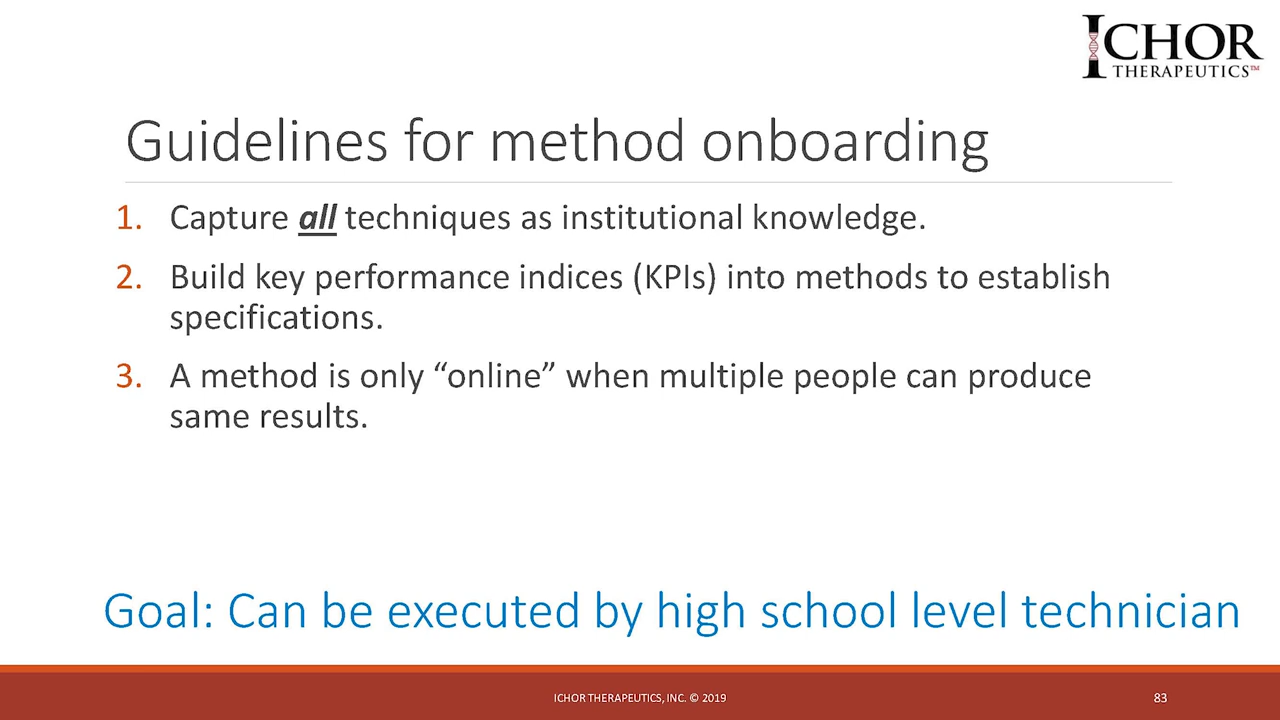 ICHOR
THERAPEUTICS™
Guidelines for method onboarding
1. Capture all techniques as institutional knowledge.
2. Build key performance indices (KPIs) into methods to establish
specifications.
3. A method is only “online” when multiple people can produce
same results.
Goal: Can be executed by high school level technician
ICHOR THERAPEUTICS, INC. © 2019
83